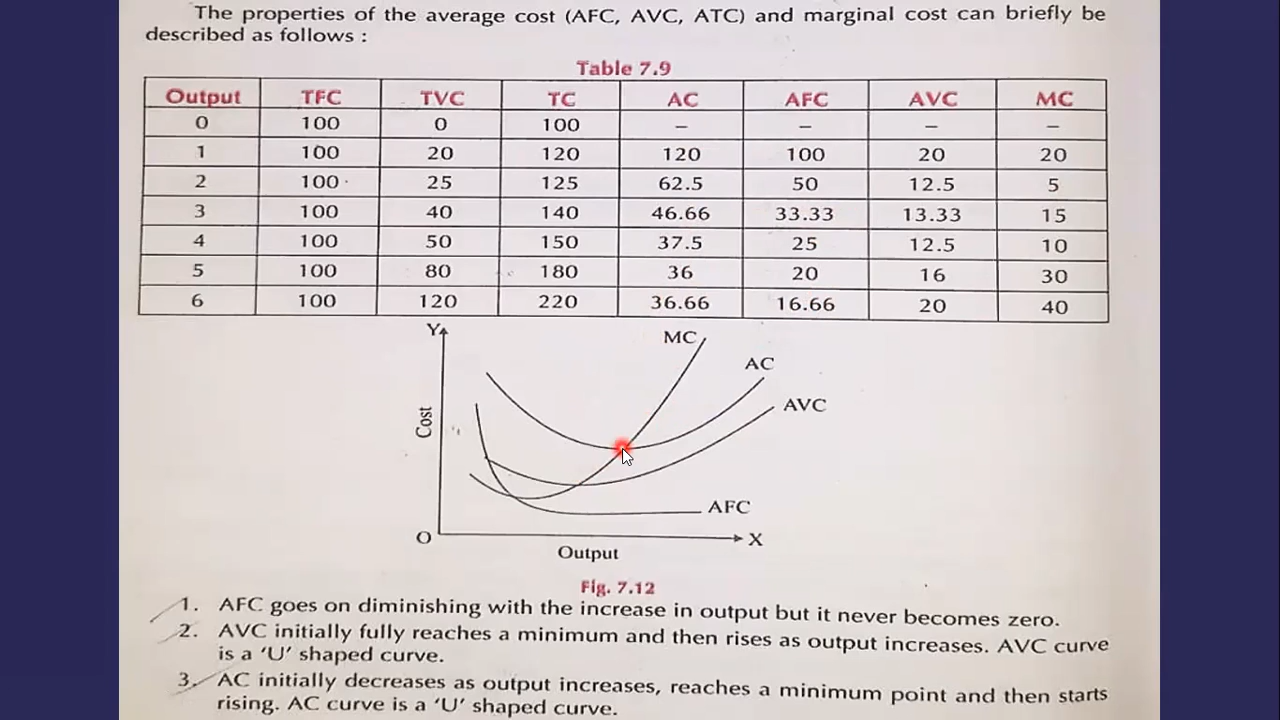 The properties of the average cost (AFC, AVC, ATC) and marginal cost can briefly be
described as follows :
Table 7.9
Output TFC TVC TC AC AFC AVC MC
0 100 0 100 – – – –
1 100 20 120 120 100 20 20
2 100 25 125 62.5 50 12.5 5
3 100 40 140 46.66 33.33 13.33 15
4 100 50 150 37.5 25 12.5 10
5 100 80 180 36 20 16 30
6 100 120 220 36.66 16.66 20 40
Y
MC
AC
AVC
Cost
AFC
O
X
Output
Fig. 7.12
1. AFC goes on diminishing with the increase in output but it never becomes zero.
2. AVC initially fully reaches a minimum and then rises as output increases. AVC curve
is a ‘U’ shaped curve.
3. AC initially decreases as output increases, reaches a minimum point and then starts
rising. AC curve is a ‘U’ shaped curve.